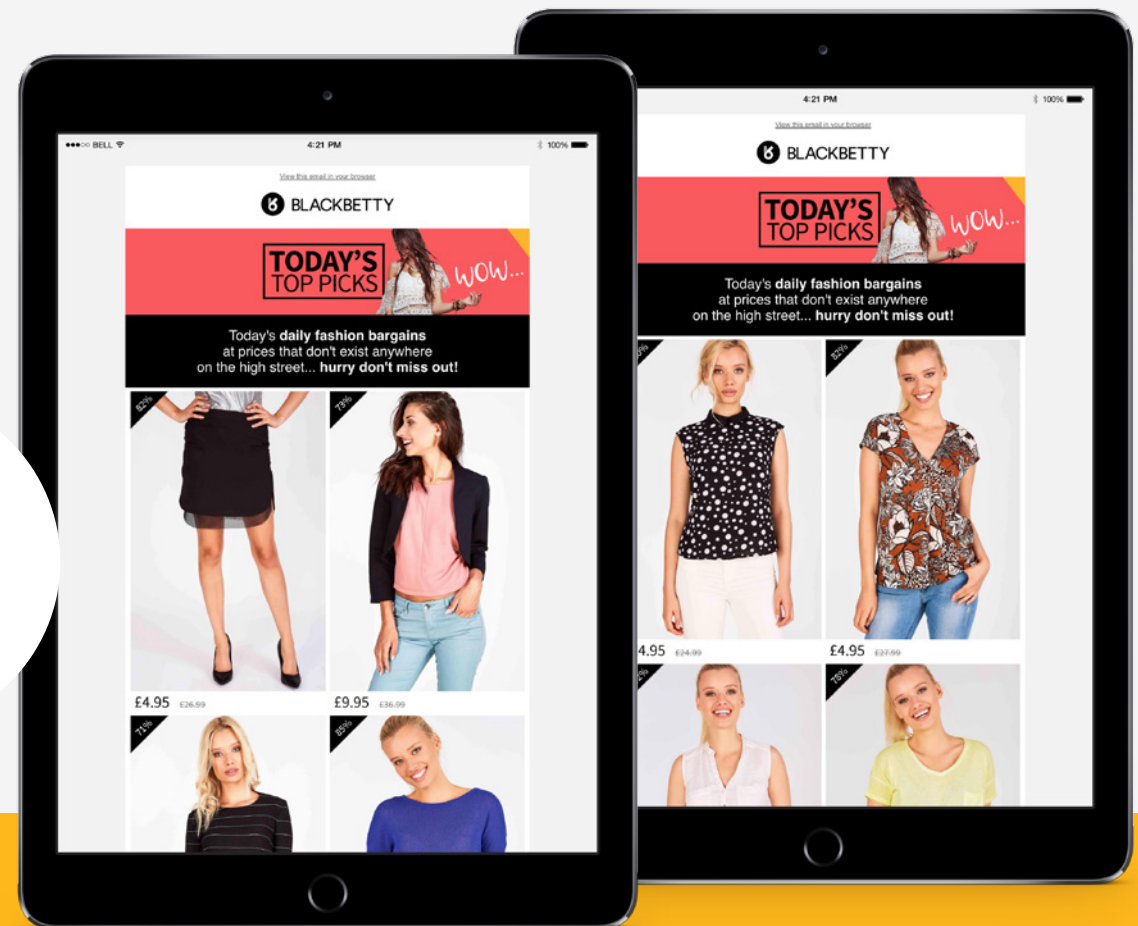 ●●●○○ BELL 4:21 PM 100%
View this email in your browser
BLACKBETTY
TODAY'S
TOP PICKS
WOW...
Today's daily fashion bargains
at prices that don't exist anywhere
on the high street... hurry don't miss out!
82% 73%
£4.95 £26.99 £9.95 £36.99
71% 85%
4:21 PM 100%
View this email in your browser
BLACKBETTY
TODAY'S
TOP PICKS
WOW...
Today's daily fashion bargains
at prices that don't exist anywhere
on the high street... hurry don't miss out!
82%
4.95 £24.99 £4.95 £27.99
78%